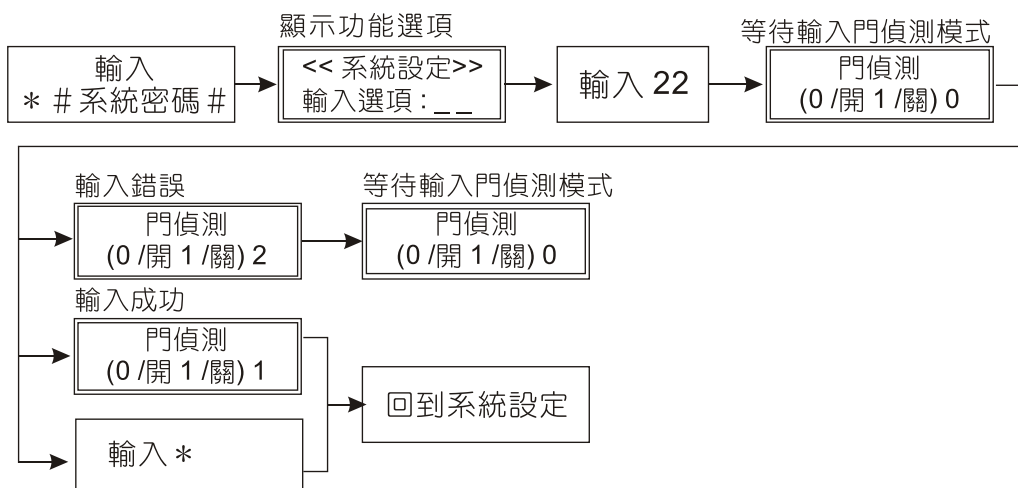 顯示功能選項
等待輸入門偵測模式
輸入
* #系統密碼#
<< 系統設定>>
輸入選項:_ _
輸入 22
門偵測
(0 /開 1 /關) 0
輸入錯誤
等待輸入門偵測模式
門偵測
(0 /開 1 /關) 2
門偵測
(0 /開 1 /關) 0
輸入成功
門偵測
(0 /開 1 /關) 1
回到系統設定
輸入 *